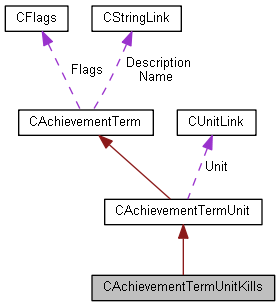 CFlags
CStringLink
Flags
Description
Name
CAchievementTerm
CUnitLink
Unit
CAchievementTermUnit
CAchievementTermUnitKills